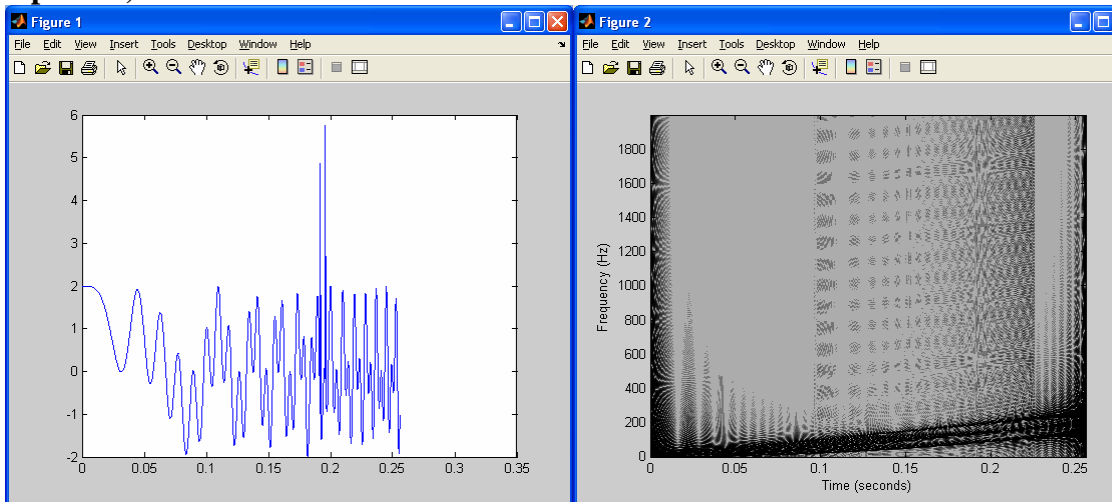 Figure 1
File Edit View Insert Tools Desktop Window Help
6
5
4
3
2
1
0
-1
-2
0 0.05 0.1 0.15 0.2 0.25 0.3 0.35
Figure 2
File Edit View Insert Tools Desktop Window Help
Frequency (Hz)
1800
1600
1400
1200
1000
800
600
400
200
0
0 0.05 0.1 0.15 0.2 0.25
Time (seconds)